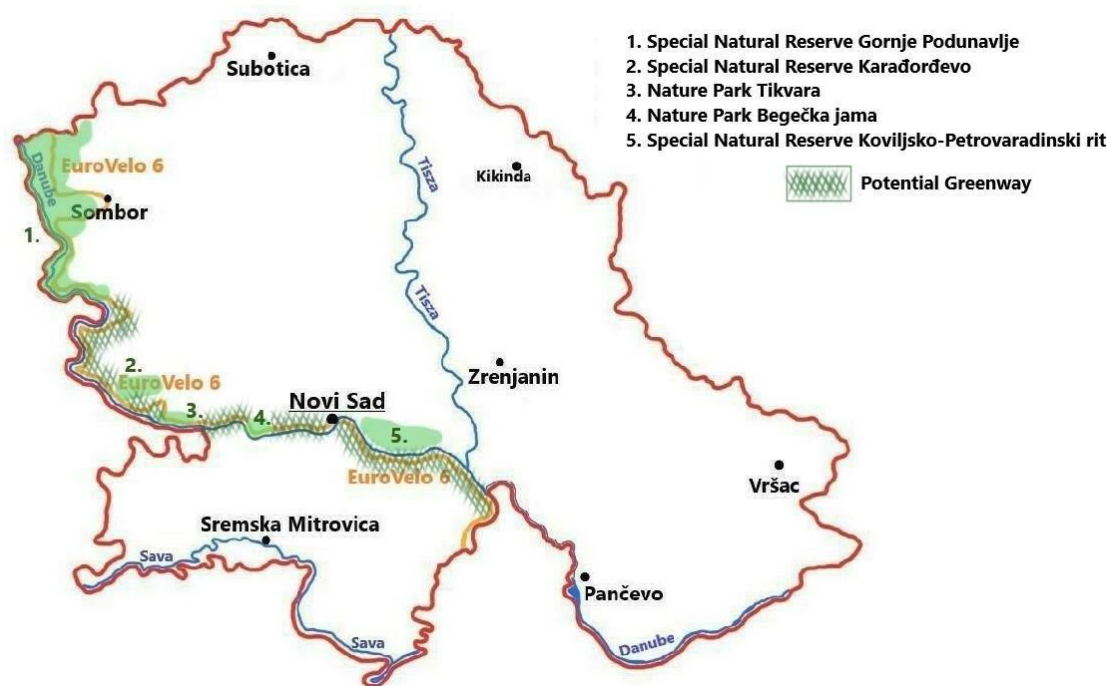 1. Special Natural Reserve Gornje Podunavlje
2. Special Natural Reserve Karađorđevo
3. Nature Park Tikvara
4. Nature Park Begečka jama
5. Special Natural Reserve Koviljsko-Petrovaradinski rit
Potential Greenway
Subotica
Danube
EuroVelo 6
Sombor
1.
Tisza
Kikinda
Tisza
2.
EuroVelo 6
3.
4.
Novi Sad
5.
EuroVelo 6
Zrenjanin
Vršac
Sremska Mitrovica
Sava
Sava
Pančevo
Danube